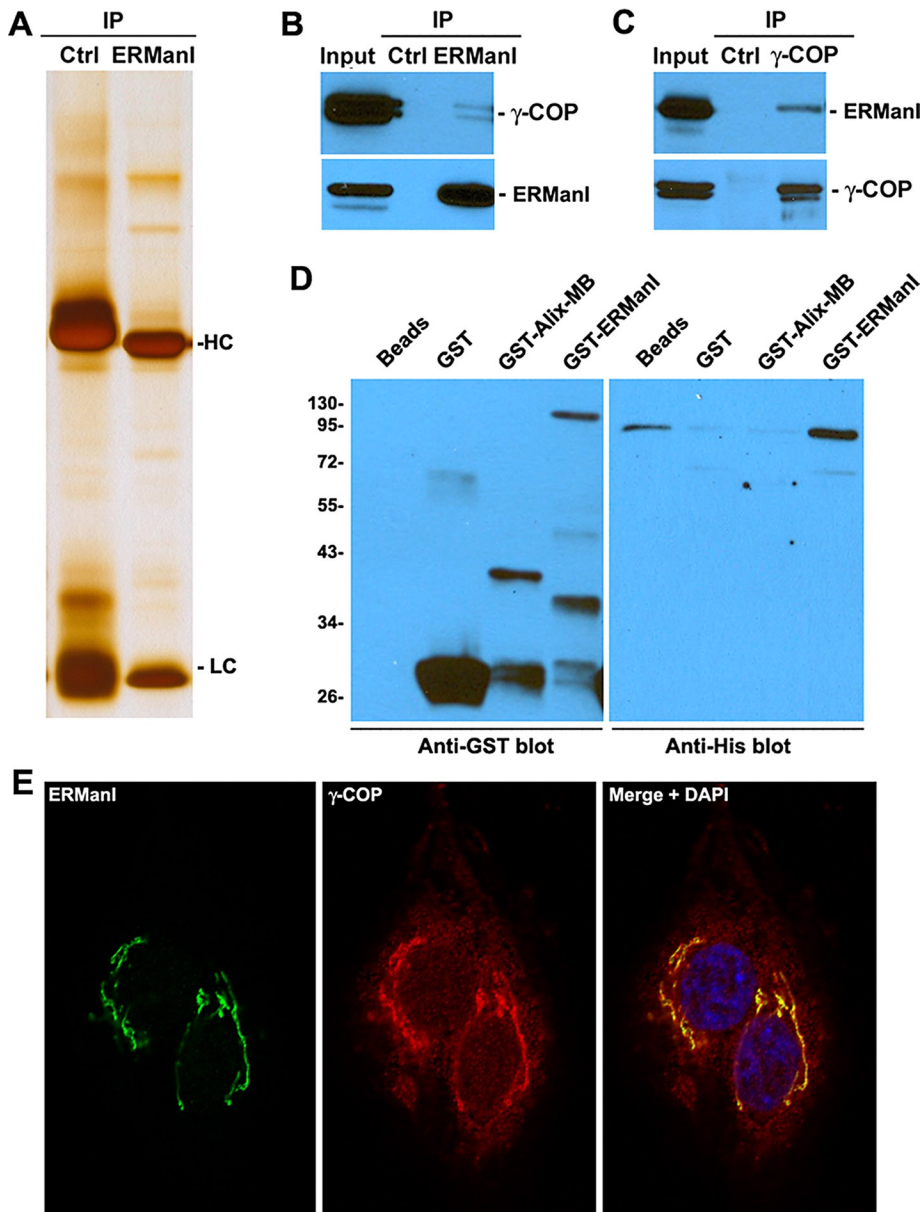 A
IP
Ctrl ERManI
-HC
- LC
B
IP
Input Ctrl ERManI
- γ-COP
- ERManI
C
IP
Input Ctrl γ-COP
- ERManI
- γ-COP
D
Beads GST GST-Alix-MB GST-ERManI
Beads GST GST-Alix-MB GST-ERManI
130-
95-
72-
55-
43-
34-
26-
Anti-GST blot
Anti-His blot
E
ERManI
γ-COP
Merge + DAPI